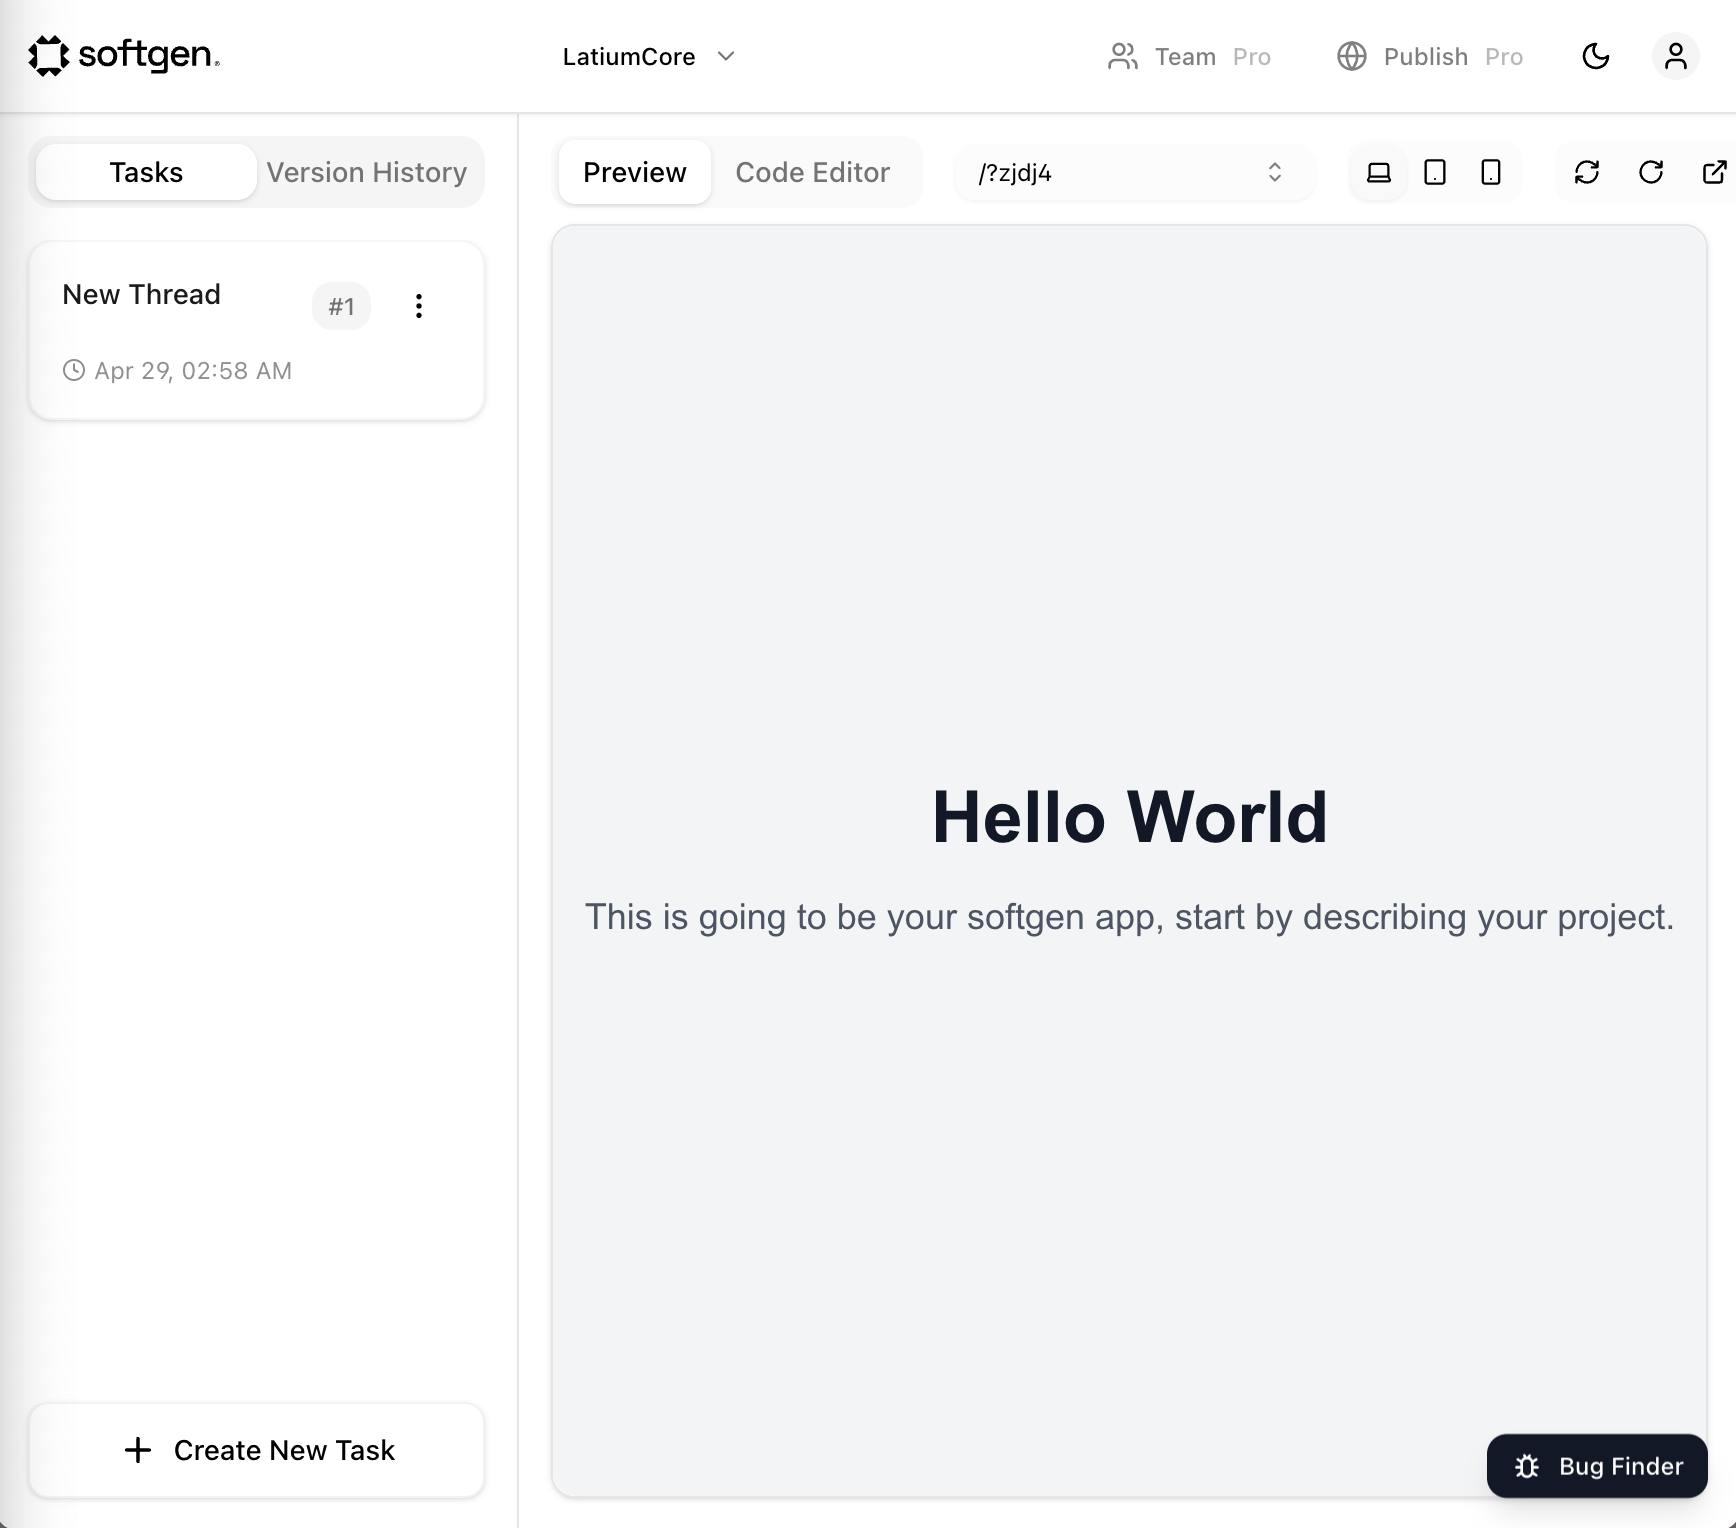 softgen
LatiumCore
Team Pro
Publish Pro
Tasks
Version History
Preview
Code Editor
/?zjdj4
New Thread
#1
Apr 29, 02:58 AM
Hello World
This is going to be your softgen app, start by describing your project.
Create New Task
Bug Finder